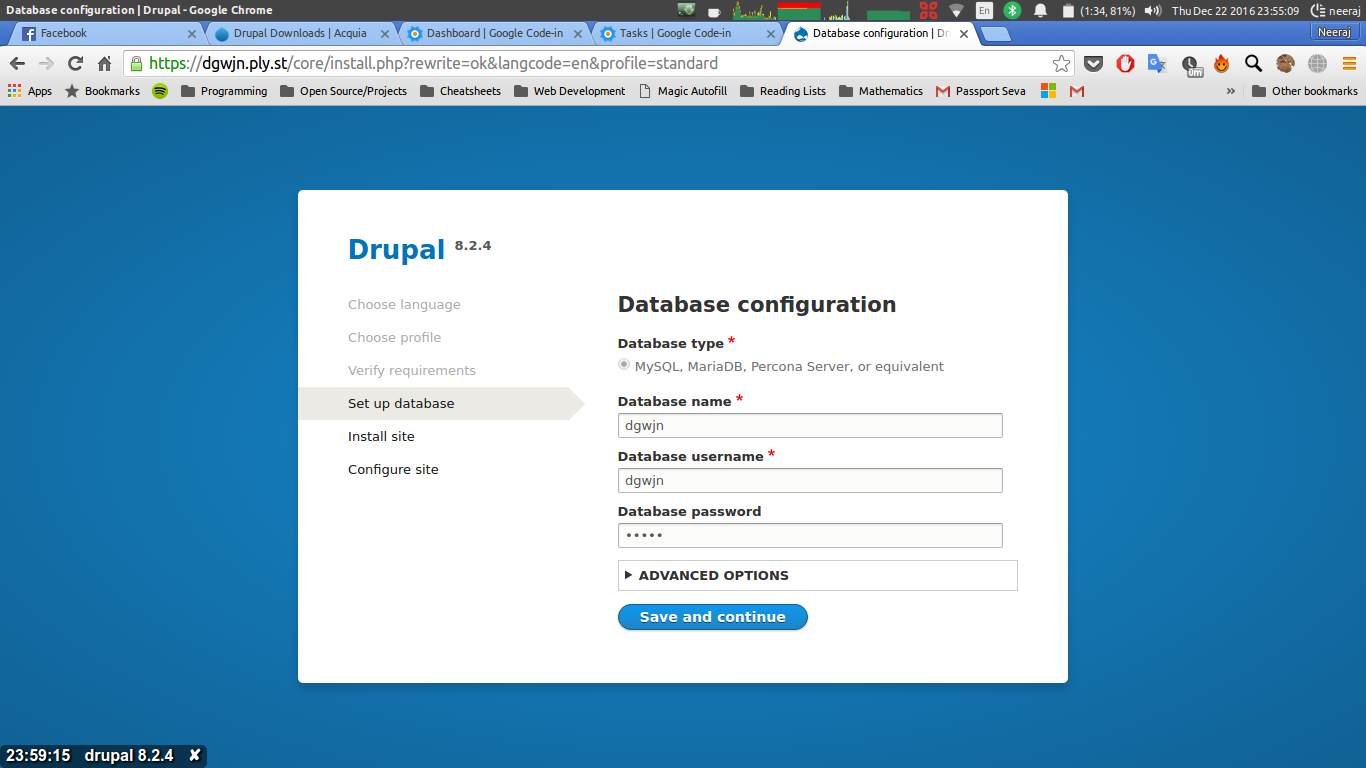 Database configuration | Drupal - Google Chrome
En
(1:34, 81%)
Thu Dec 22 2016 23:55:09
neeraj
Facebook
Drupal Downloads | Acquia
Dashboard | Google Code-in
Tasks | Google Code-in
Database configuration | Dr
Neeraj
https://dgwjn.ply.st/core/install.php?rewrite=ok&langcode=en&profile=standard
0m
Apps
Bookmarks
Programming
Open Source/Projects
Cheatsheets
Web Development
Magic Autofill
Reading Lists
Mathematics
Passport Seva
»
Other bookmarks
Drupal 8.2.4
Choose language
Choose profile
Verify requirements
Set up database
Install site
Configure site
Database configuration
Database type *
MySQL, MariaDB, Percona Server, or equivalent
Database name *
dgwjn
Database username *
dgwjn
Database password
•••••
ADVANCED OPTIONS
Save and continue
23:59:15 drupal 8.2.4 ✘